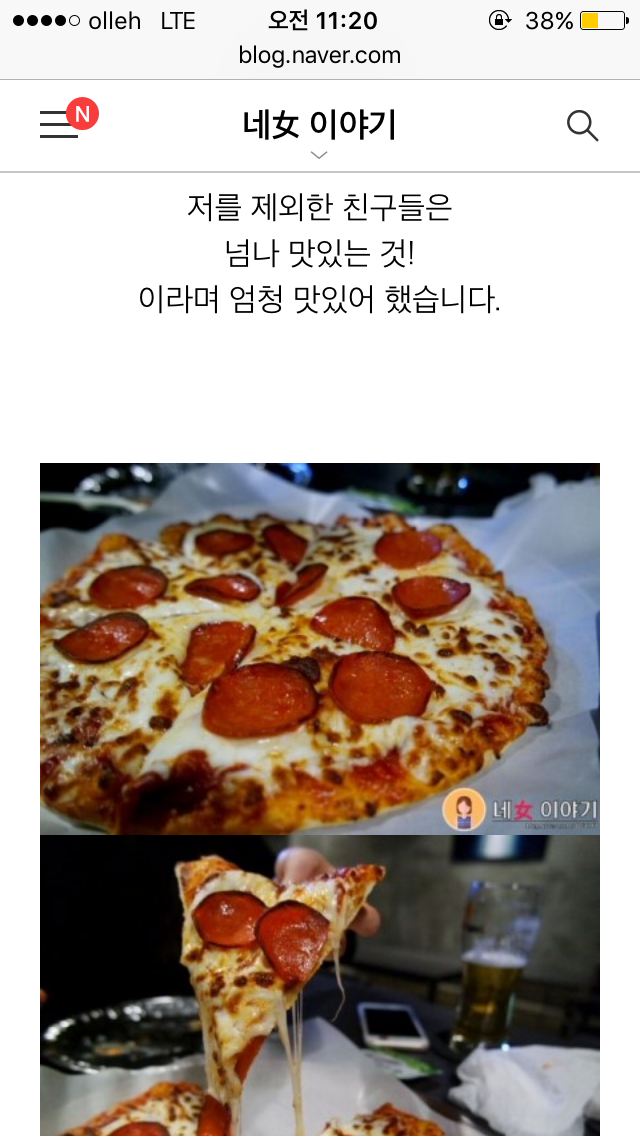 olleh LTE 오전 11:20 38%
blog.naver.com
N
네女 이야기
저를 제외한 친구들은
넘나 맛있는 것!
이라며 엄청 맛있어 했습니다.
네女 이야기